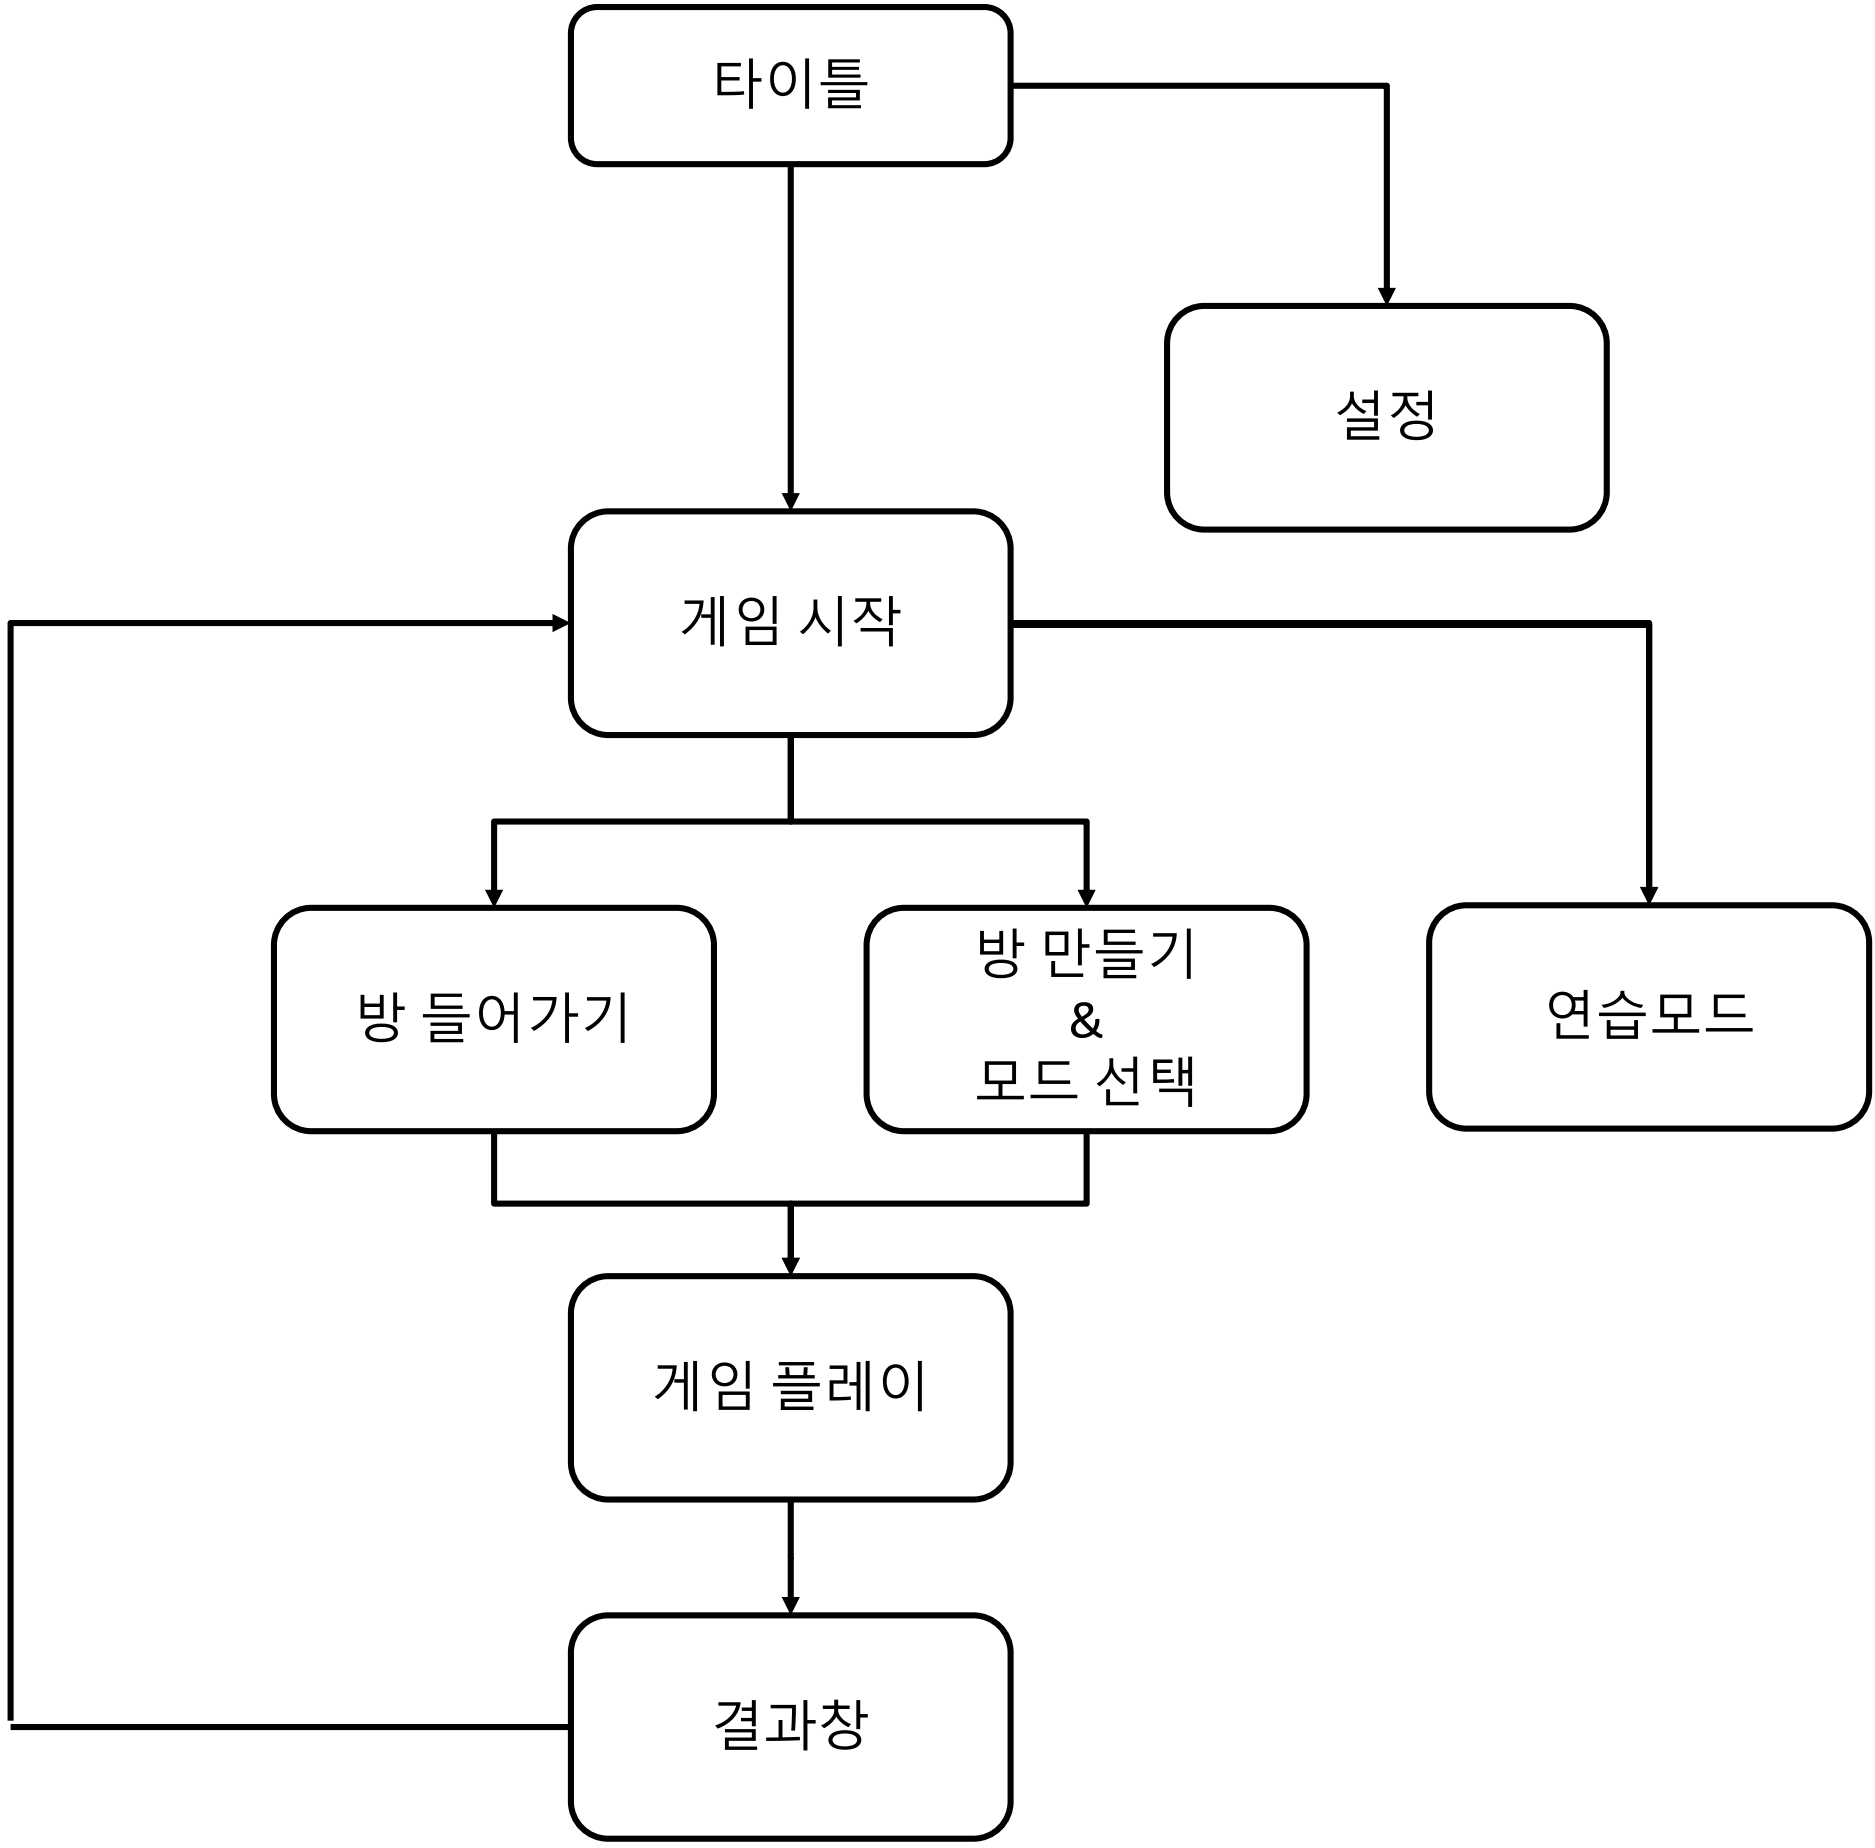 타이틀
설정
게임 시작
방 들어가기
방 만들기
&
모드 선택
연습모드
게임 플레이
결과창